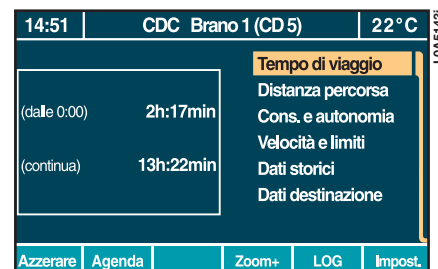 14:51 CDC Brano 1 (CD 5) 22°C
Tempo di viaggio
Distanza percorsa
(dalle 0:00) 2h:17min
Cons. e autonomia
Velocità e limiti
(continua) 13h:22min
Dati storici
Dati destinazione
Azzerare Agenda Zoom+ LOG Impost.